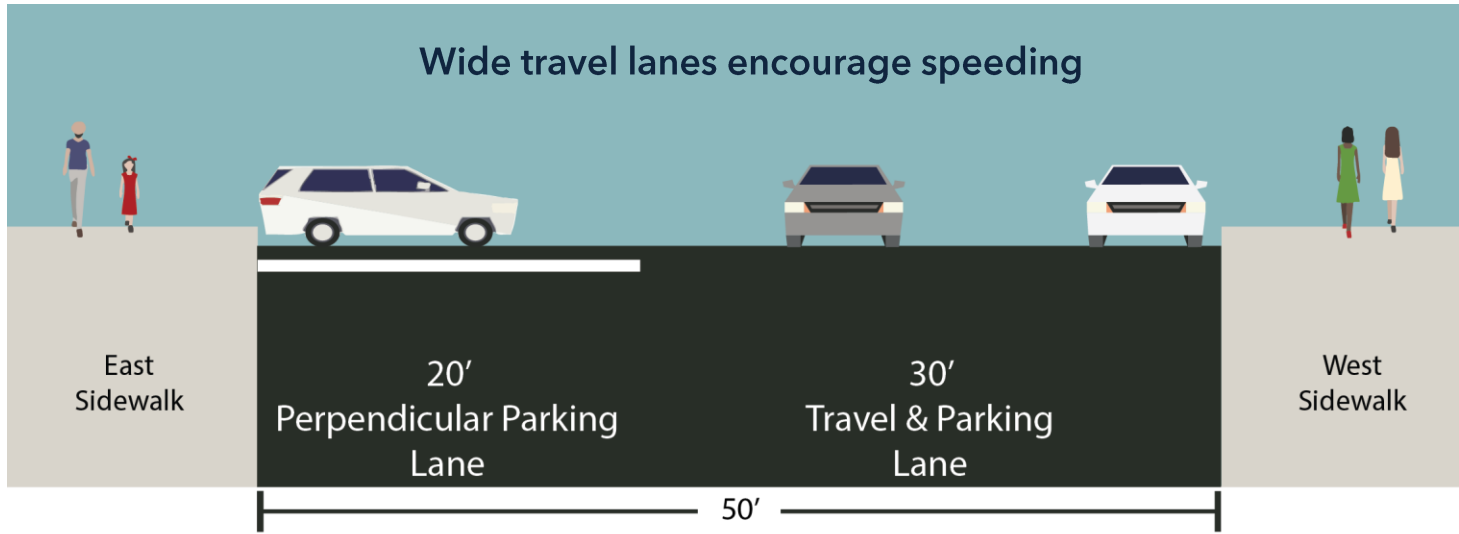 Wide travel lanes encourage speeding
East
Sidewalk
20’
Perpendicular Parking
Lane
30’
Travel & Parking
Lane
West
Sidewalk
50’